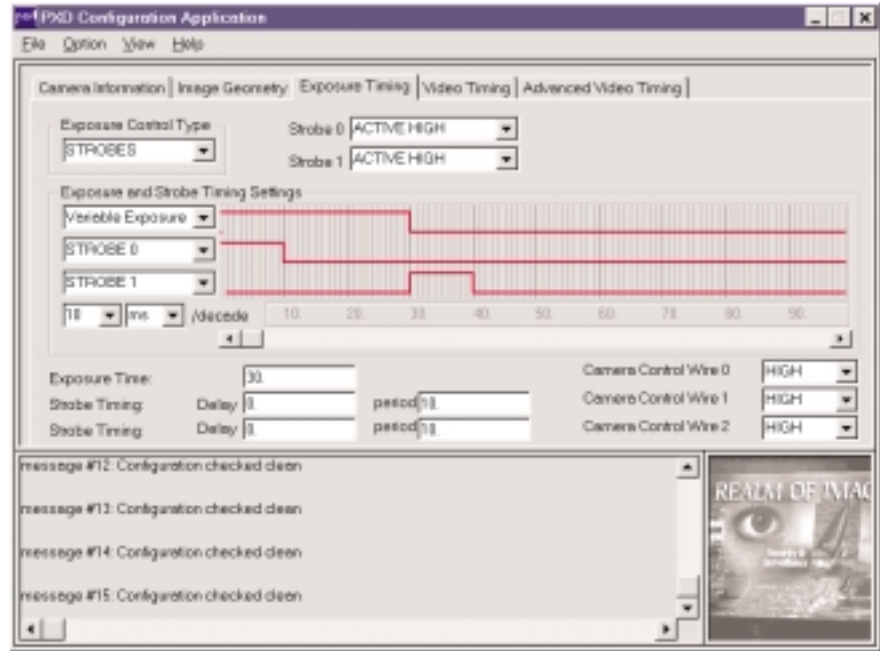 PXD Configuration Application
File Option View Help
Camera Information Image Geometry Exposure Timing Video Timing Advanced Video Timing
Exposure Control Type
STROBES
Strobe 0 ACTIVE HIGH
Strobe 1 ACTIVE HIGH
Exposure and Strobe Timing Settings
Variable Exposure
STROBE 0
STROBE 1
10 ms /decade 10. 20. 30. 40. 50. 60. 70. 80. 90.
Exposure Time: 30.
Camera Control Wire 0 HIGH
Strobe Timing: Delay 0. period 10.
Camera Control Wire 1 HIGH
Strobe Timing: Delay 0. period 10.
Camera Control Wire 2 HIGH
message #12: Configuration checked clean
message #13: Configuration checked clean
message #14: Configuration checked clean
message #15: Configuration checked clean
REALM OF IMAG
Security &
Surveillance